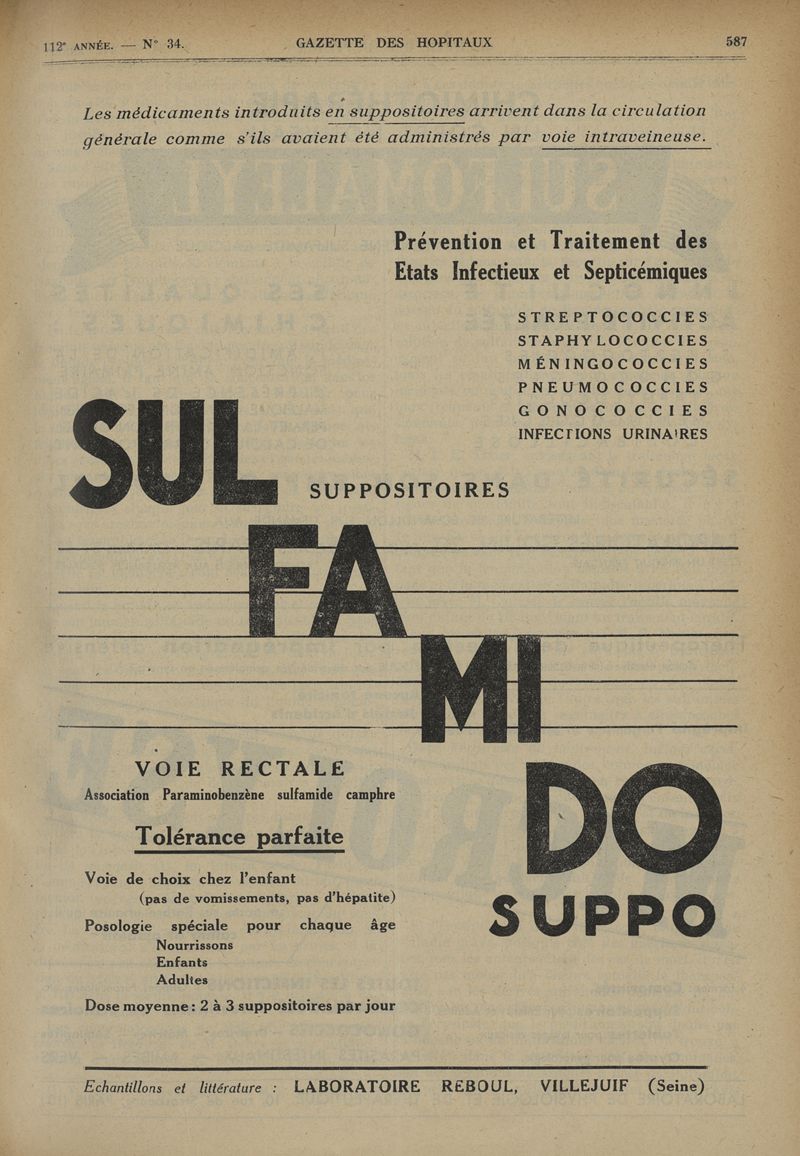 112e ANNÉE. — N° 34.
GAZETTE DES HOPITAUX
587
Les médicaments introduits en suppositoires arrivent dans la circulation
générale comme s'ils avaient été administrés par voie intraveineuse.
Prévention et Traitement des
Etats Infectieux et Septicémiques
STREPTOCOCCIES
STAPHYLOCOCCIES
MÉNINGOCOCCIES
PNEUMOCOCCIES
GONOCOCCIES
INFECTIONS URINAIRES
SUL
SUPPOSITOIRES
FA
MI
DO
SUPPO
VOIE RECTALE
Association Paraminobenzène sulfamide camphre
Tolérance parfaite
Voie de choix chez l'enfant
(pas de vomissements, pas d'hépatite)
Posologie spéciale pour chaque âge
Nourrissons
Enfants
Adultes
Dose moyenne : 2 à 3 suppositoires par jour
Echantillons et littérature : LABORATOIRE REBOUL, VILLEJUIF (Seine)